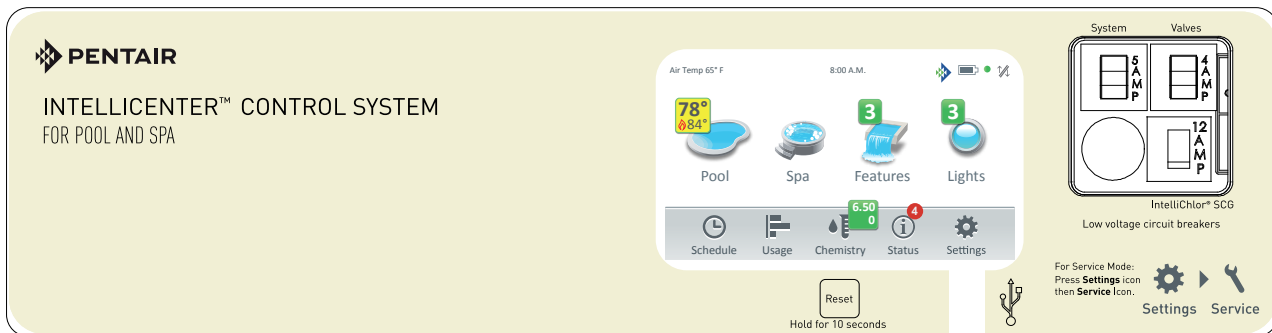 PENTAIR
INTELLICENTER™ CONTROL SYSTEM
FOR POOL AND SPA
Air Temp 65° F
8:00 A.M.
78°
84°
3
3
Pool
Spa
Features
Lights
6.50
0
4
Schedule
Usage
Chemistry
Status
Settings
Reset
Hold for 10 seconds
System
Valves
5 AMP
4 AMP
12 AMP
IntelliChlor® SCG
Low voltage circuit breakers
For Service Mode:
Press Settings icon
then Service Icon.
Settings
Service